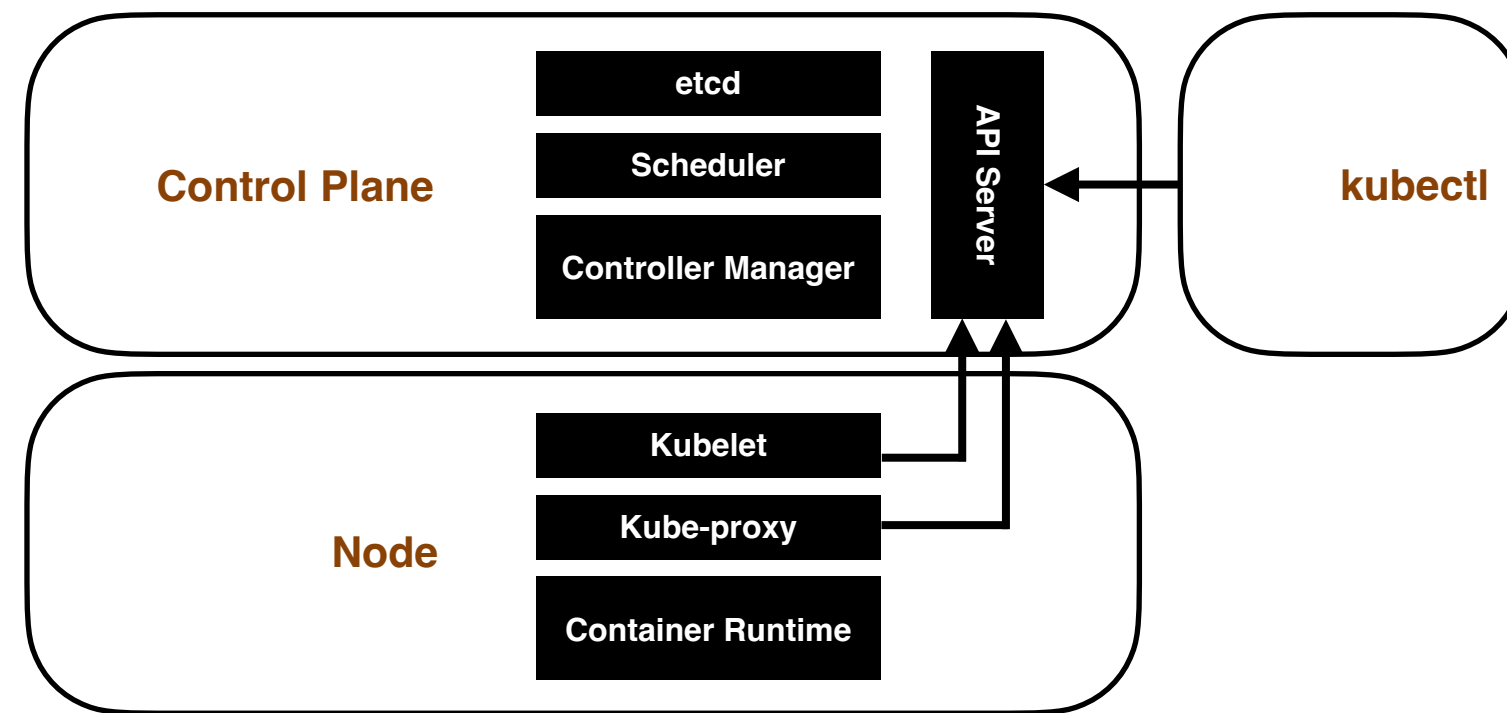 Control Plane
etcd
Scheduler
Controller Manager
API Server
kubectl
Node
Kubelet
Kube-proxy
Container Runtime